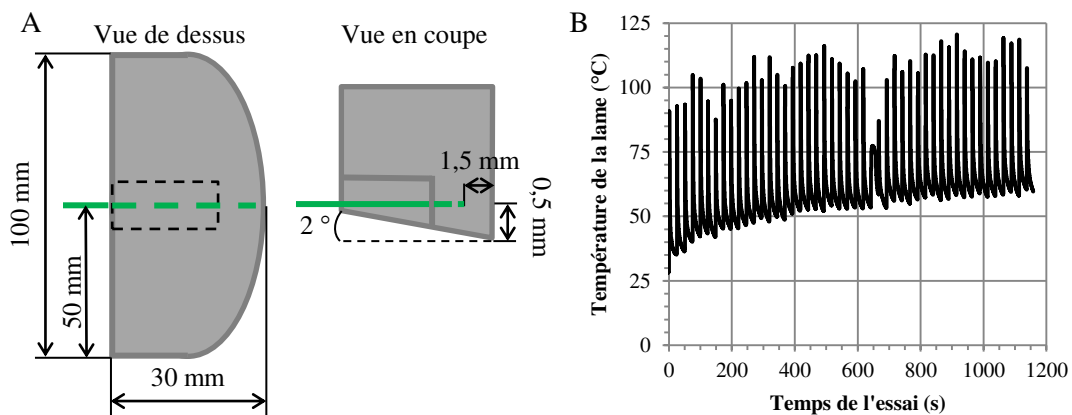 A
Vue de dessus
Vue en coupe
100 mm
50 mm
30 mm
1,5 mm
0,5 mm
2 °
B
Température de la lame (°C)
125
100
75
50
25
0
0 200 400 600 800 1000 1200
Temps de l'essai (s)